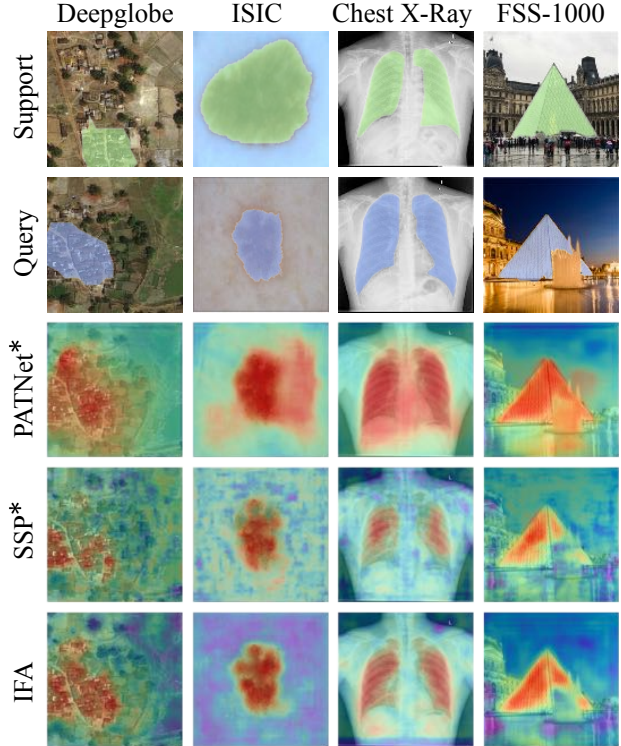 Deepglobe ISIC Chest X-Ray FSS-1000
Support
Query
PATNet*
SSP*
IFA